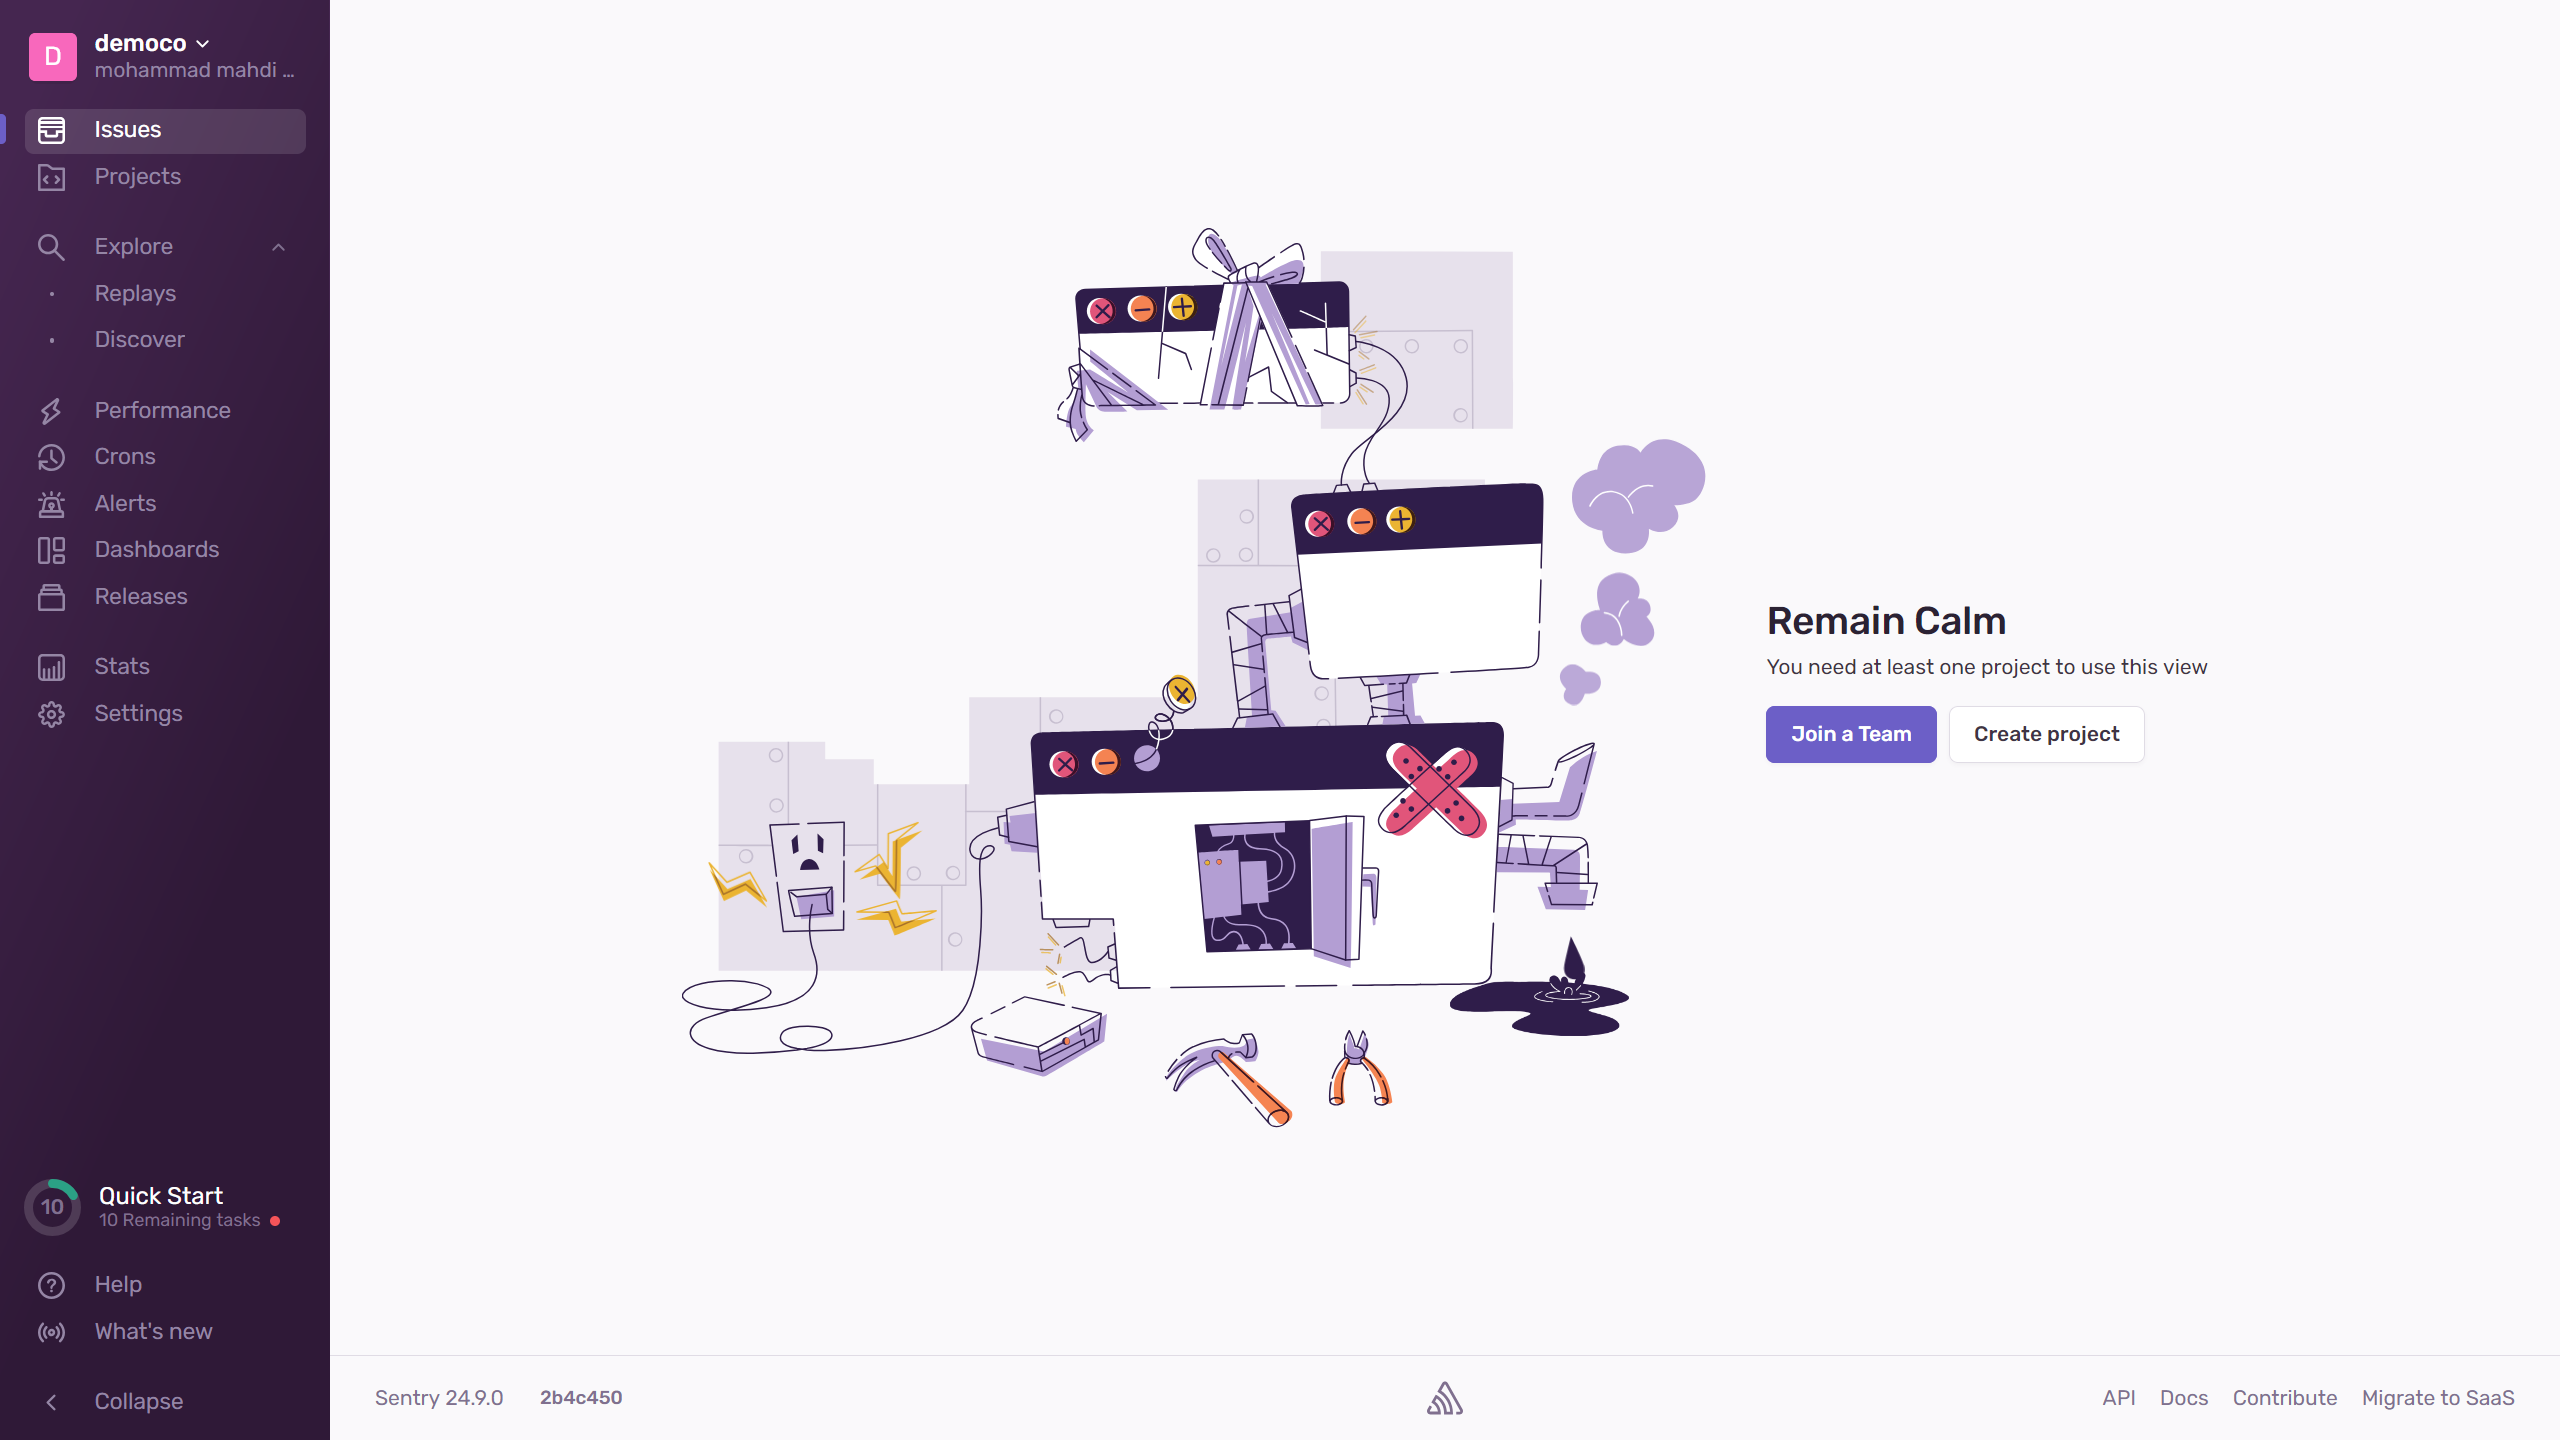 D
democo
mohammad mahdi ...
Issues
Projects
Explore
Replays
Discover
Performance
Crons
Alerts
Dashboards
Releases
Stats
Settings
10
Quick Start
10 Remaining tasks
Help
What's new
Collapse
Remain Calm
You need at least one project to use this view
Join a Team
Create project
Sentry 24.9.0 2b4c450
API Docs Contribute Migrate to SaaS